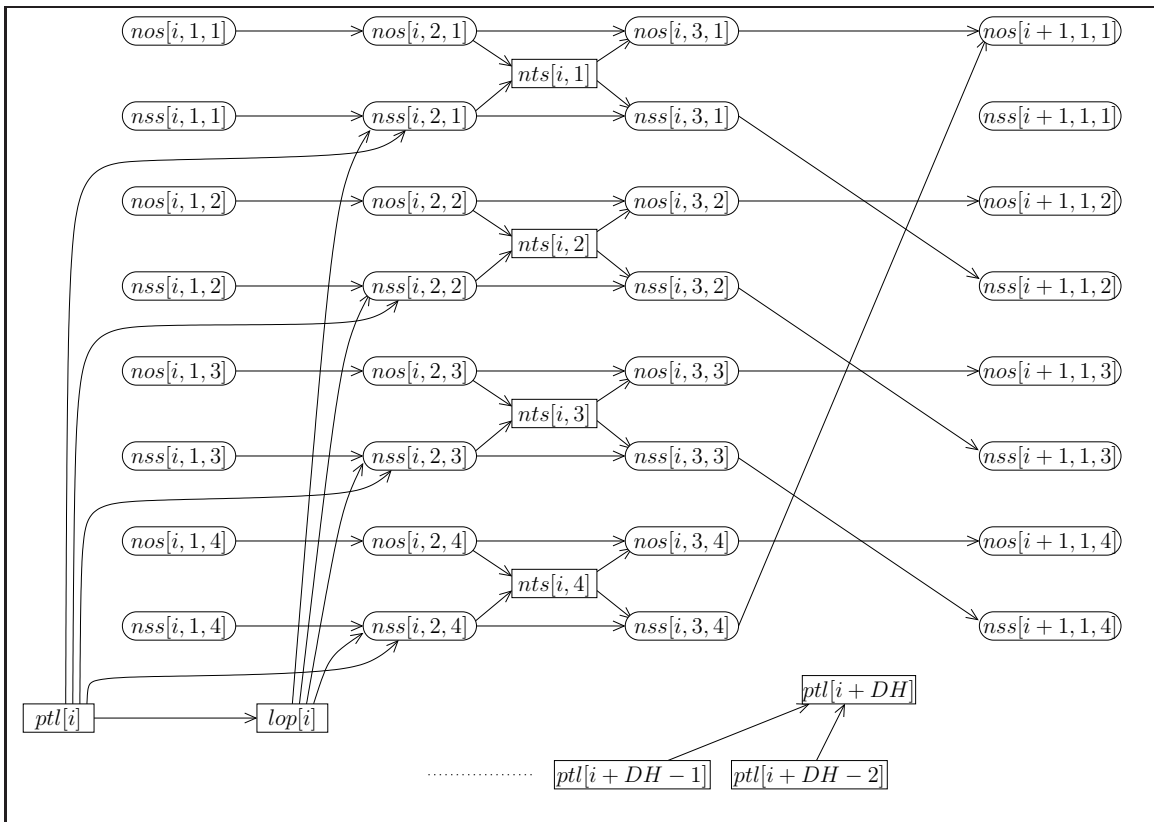 nos[i, 1, 1] nos[i, 2, 1] nos[i, 3, 1] nos[i + 1, 1, 1]
nts[i, 1]
nss[i, 1, 1] nss[i, 2, 1] nss[i, 3, 1] nss[i + 1, 1, 1]
nos[i, 1, 2] nos[i, 2, 2] nos[i, 3, 2] nos[i + 1, 1, 2]
nts[i, 2]
nss[i, 1, 2] nss[i, 2, 2] nss[i, 3, 2] nss[i + 1, 1, 2]
nos[i, 1, 3] nos[i, 2, 3] nos[i, 3, 3] nos[i + 1, 1, 3]
nts[i, 3]
nss[i, 1, 3] nss[i, 2, 3] nss[i, 3, 3] nss[i + 1, 1, 3]
nos[i, 1, 4] nos[i, 2, 4] nos[i, 3, 4] nos[i + 1, 1, 4]
nts[i, 4]
nss[i, 1, 4] nss[i, 2, 4] nss[i, 3, 4] nss[i + 1, 1, 4]
ptl[i + DH]
ptl[i] lop[i]
ptl[i + DH − 1] ptl[i + DH − 2]